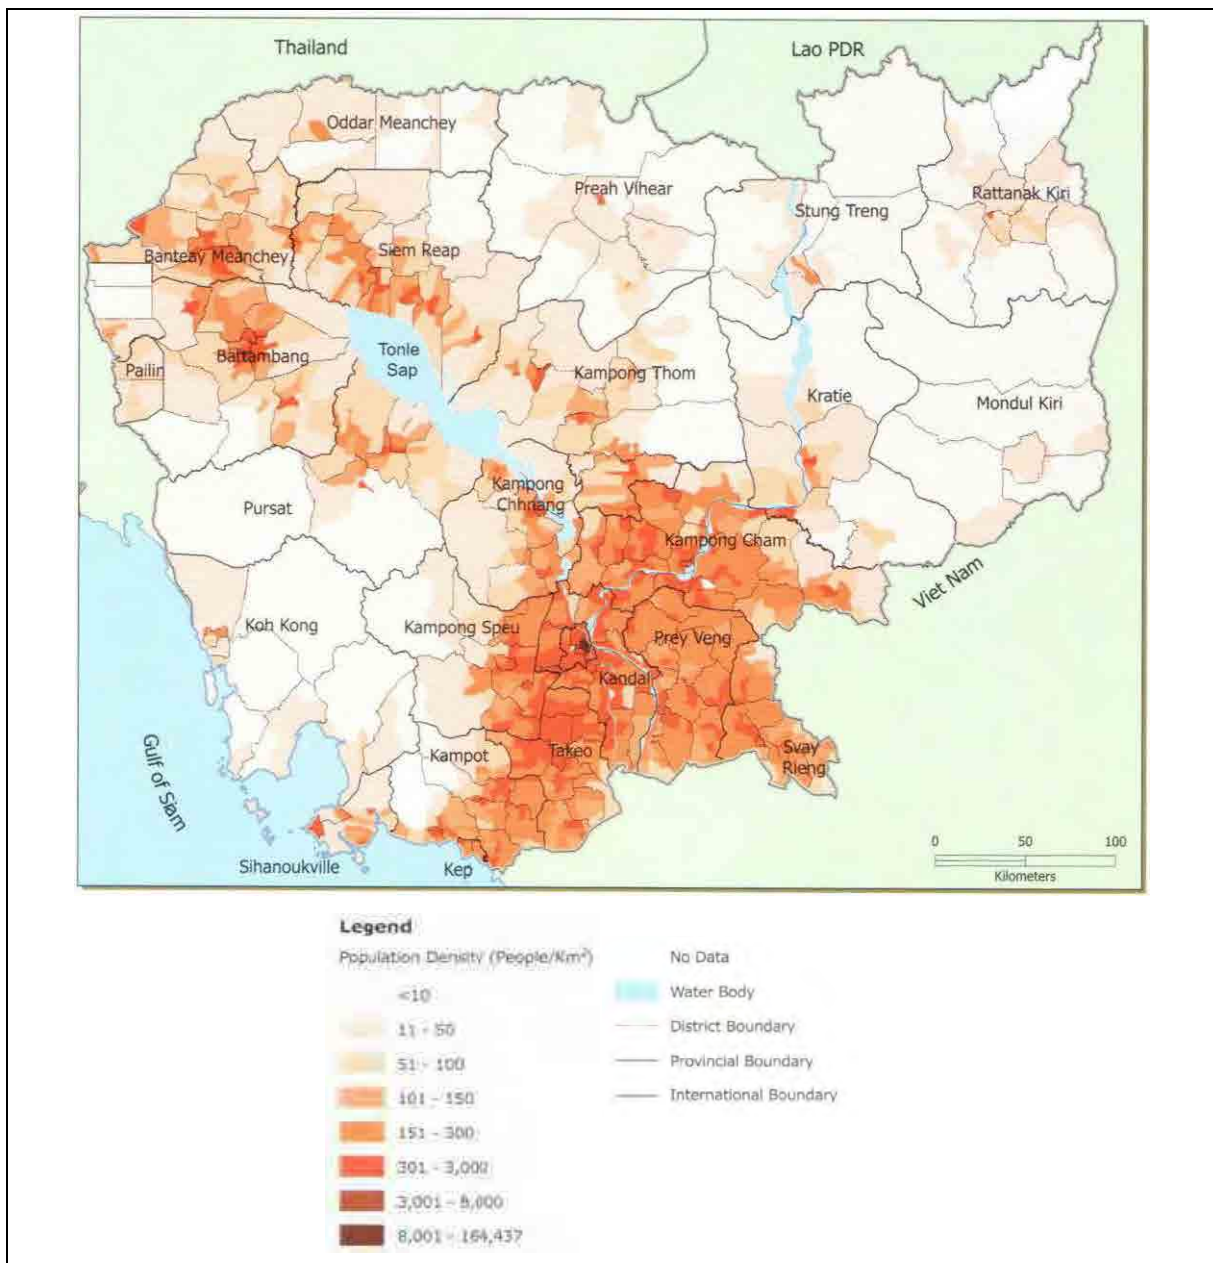 Thailand
Lao PDR
Oddar Meanchey
Preah Vihear
Rattanak Kiri
Stung Treng
Banteay Meanchey
Siem Reap
Tonle
Sap
Battambang
Pailin
Kampong Thom
Kratie
Mondul Kiri
Kampong
Chhnang
Pursat
Kampong Cham
Viet Nam
Koh Kong
Kampong Speu
Prey Veng
Kandal
Gulf of Siam
Kampot
Takeo
Svay
Rieng
Sihanoukville
Kep
0 50 100
Kilometers
Legend
Population Density (People/Km²)
<10
11 - 50
51 - 100
101 - 150
151 - 300
301 - 3,000
3,001 - 8,000
8,001 - 164,437
No Data
Water Body
District Boundary
Provincial Boundary
International Boundary